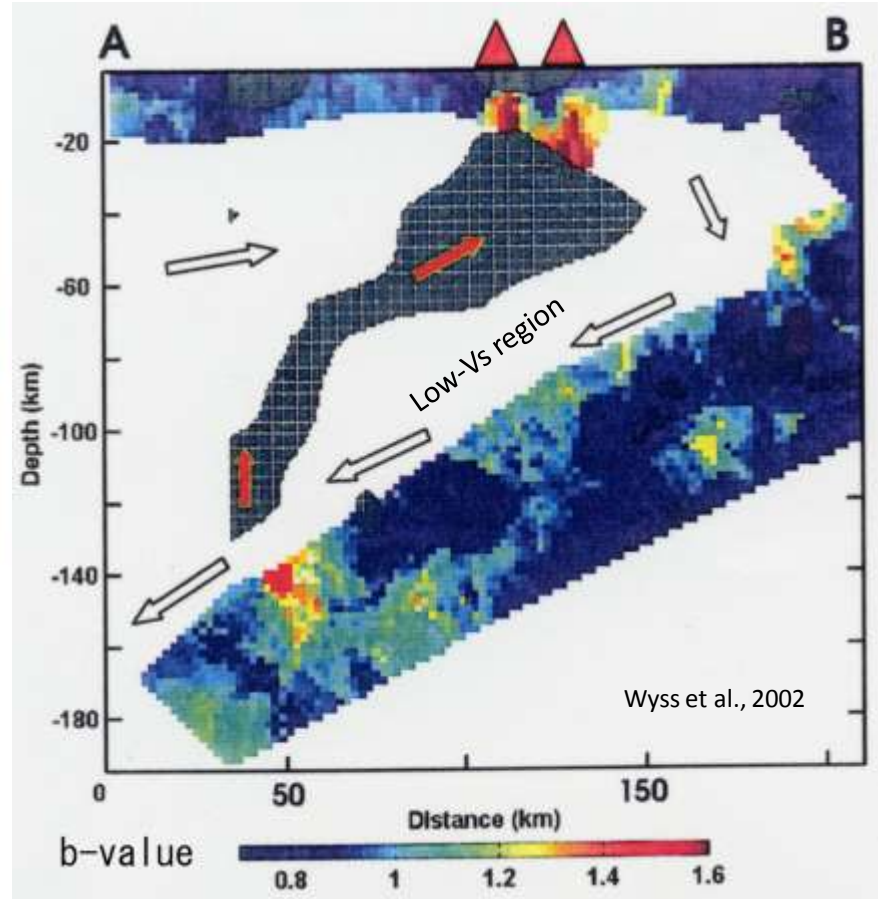 A B
-20
-60
-100
-140
-180
Depth (km)
Low-Vs region
Wyss et al., 2002
0 50 150
Distance (km)
b-value
0.8 1 1.2 1.4 1.6